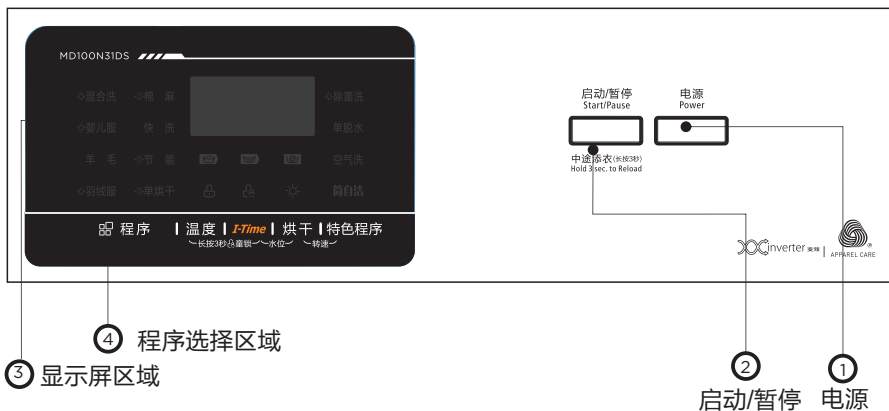 MD100N31DS
混合洗 棉 麻 除菌洗
婴儿服 快 洗 单脱水
羊 毛 节 能 空气洗
羽绒服 单烘干 筒自洁
程序 温度 I-Time 烘干 特色程序
长按3秒童锁 水位 转速
启动/暂停
Start/Pause
电源
Power
中途添衣(长按3秒)
Hold 3 sec. to Reload
inverter 变频
APPAREL CARE
4 程序选择区域
3 显示屏区域
2
启动/暂停
1
电源